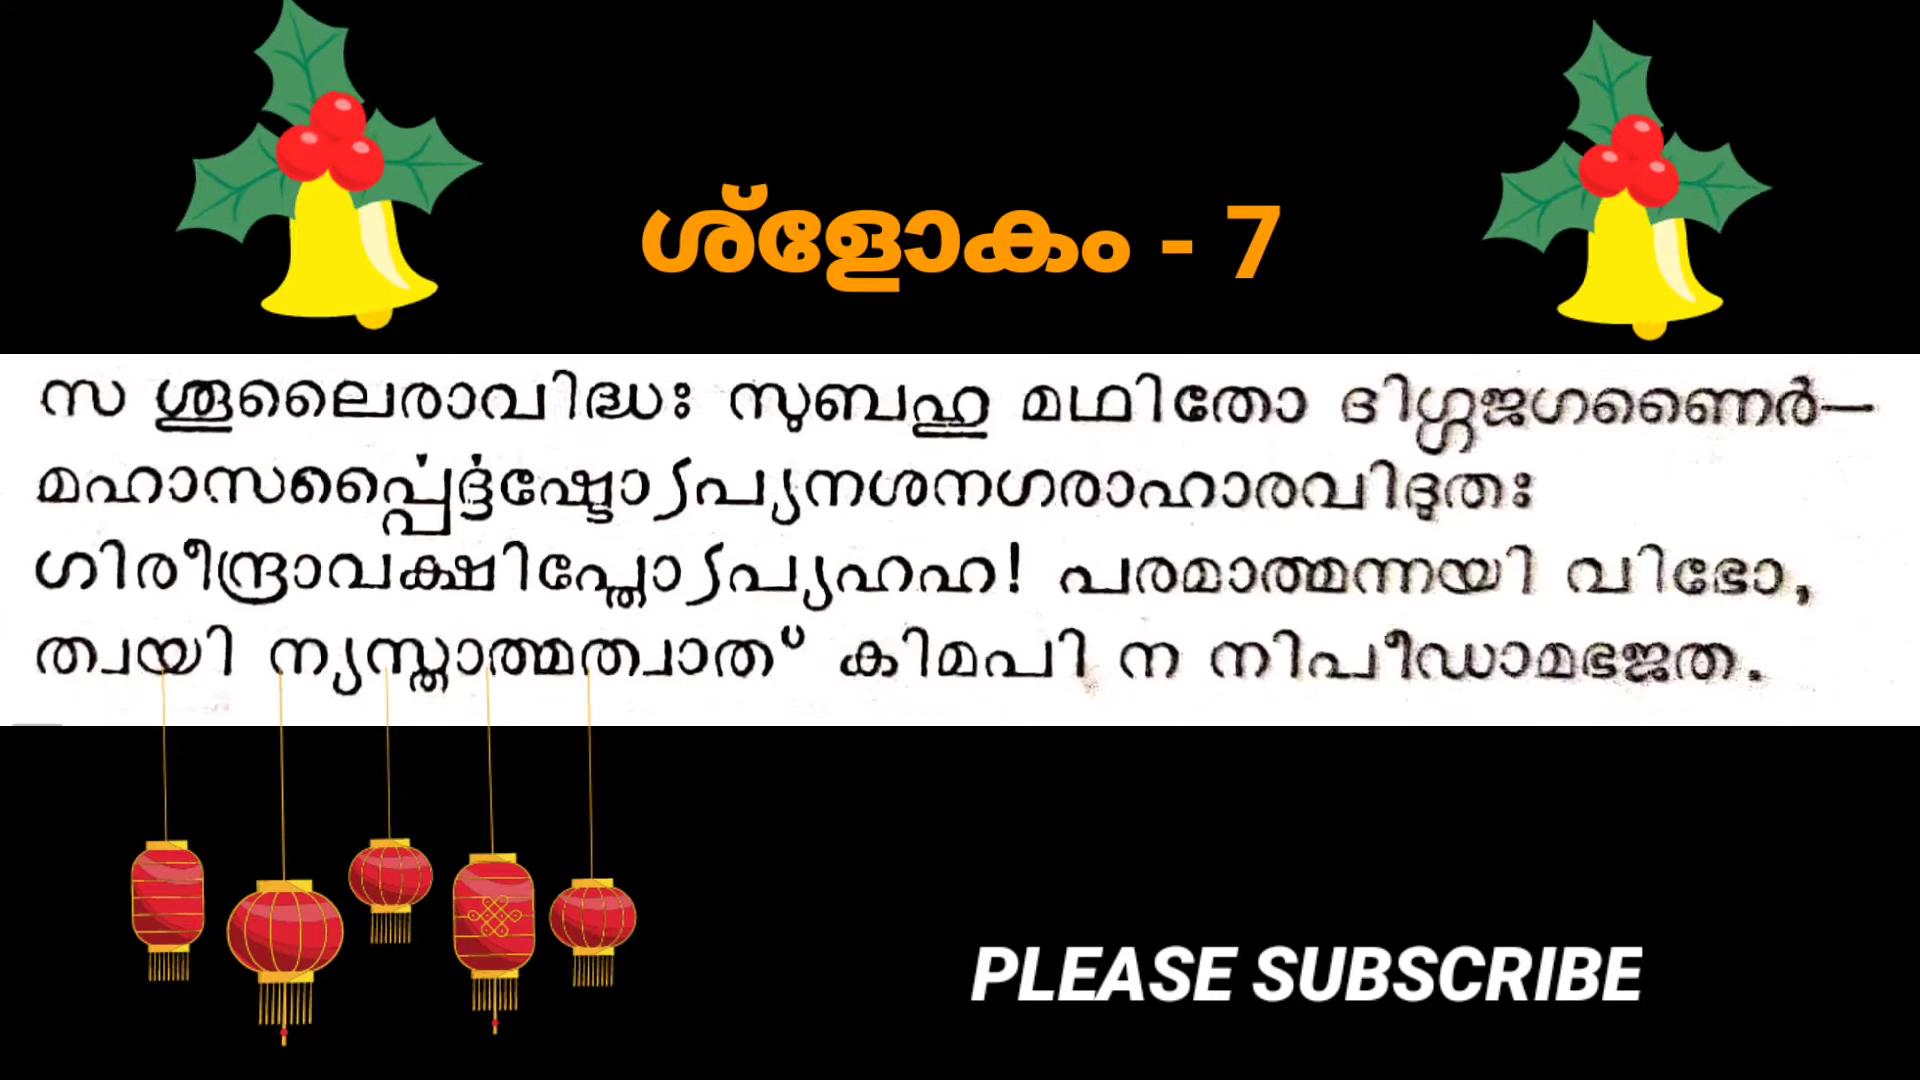 ശ്ളോകം - 7
സ ശൂലൈരാവിദ്ധഃ സുബഹു മഥിതോ ദിഗ്ഗജഗണൈർ—
മഹാസർപ്പൈർദ്ദഷ്ടോഽപ്യനശനഗരാഹാരവിദുതഃ
ഗിരീന്ദ്രാവക്ഷിപ്തോഽപ്യഹഹ! പരമാത്മന്നയി വിഭോ,
ത്വയി ന്യസ്താത്മത്വാത് കിമപി ന നിപീഡാമഭജത.
PLEASE SUBSCRIBE